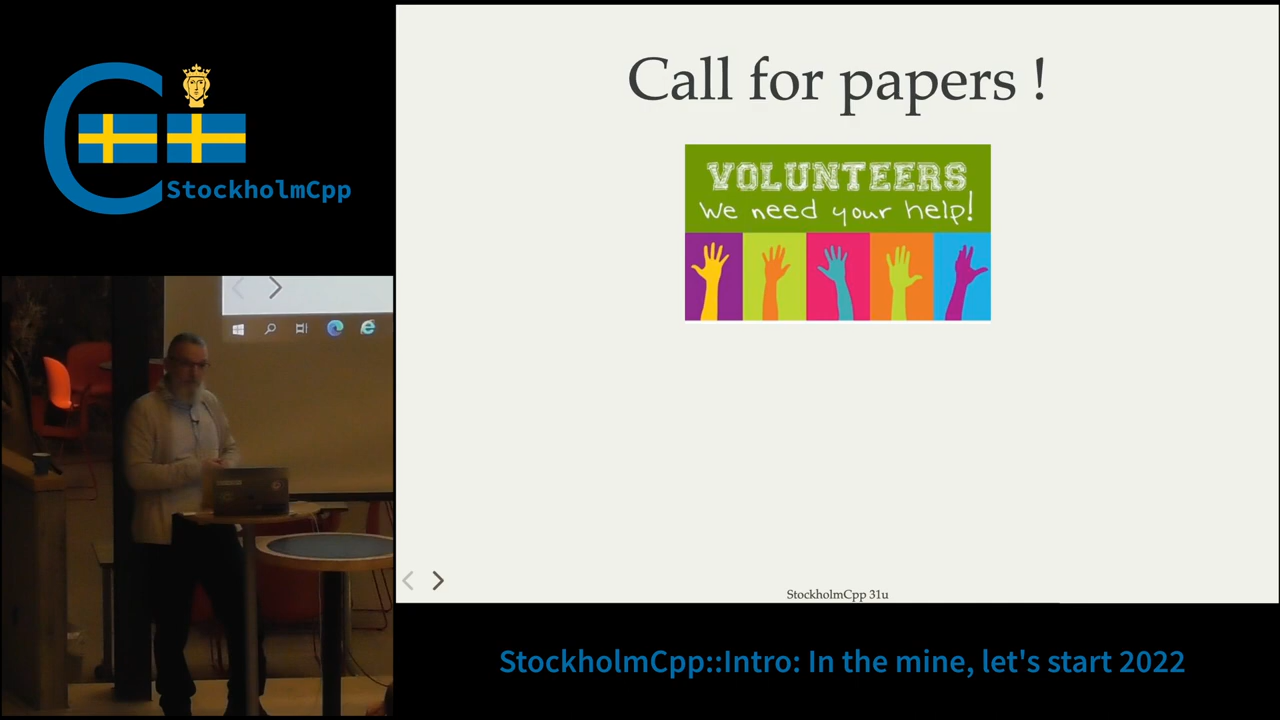 StockholmCpp
Call for papers !
VOLUNTEERS
We need your help!
StockholmCpp 31u
StockholmCpp::Intro: In the mine, let's start 2022